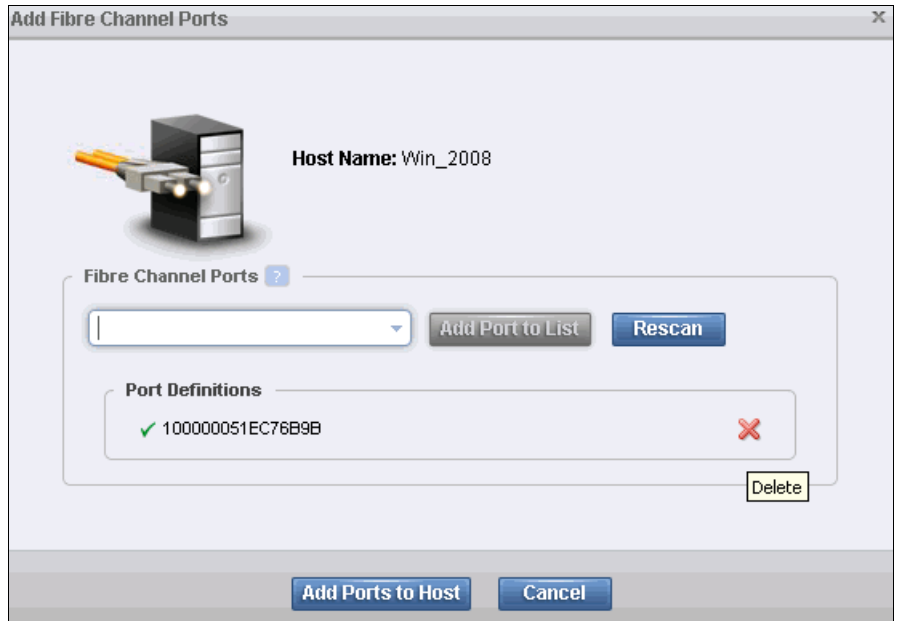 Add Fibre Channel Ports x
Host Name: Win_2008
Fibre Channel Ports ?
Add Port to List Rescan
Port Definitions
100000051EC76B9B
Delete
Add Ports to Host Cancel